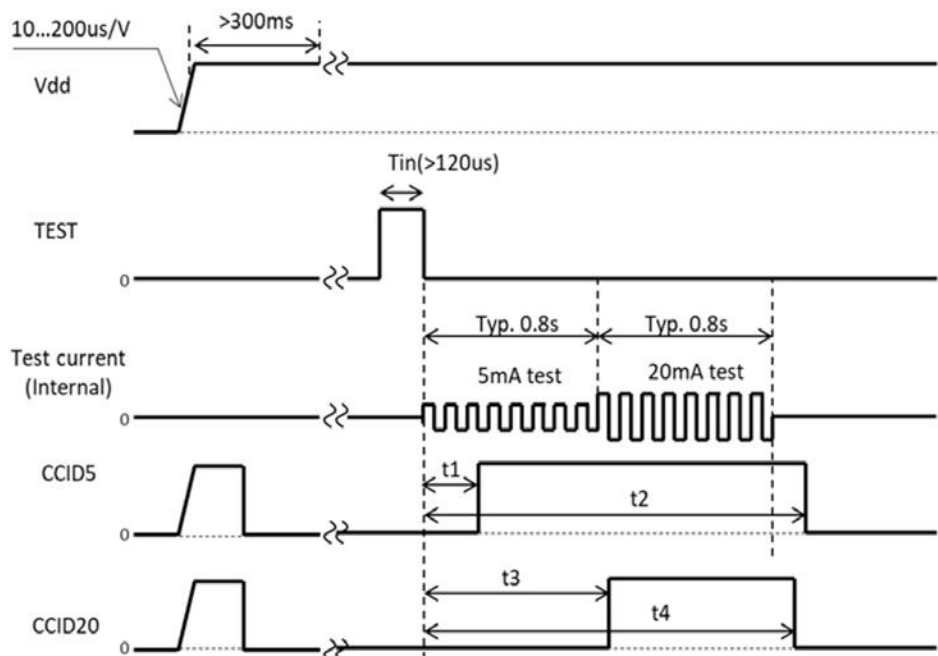 >300ms
10...200us/V
Vdd
Tin(>120us)
TEST
0
Typ. 0.8s Typ. 0.8s
Test current
(Internal)
5mA test 20mA test
0
CCID5
t1
t2
0
t3
CCID20
t4
0